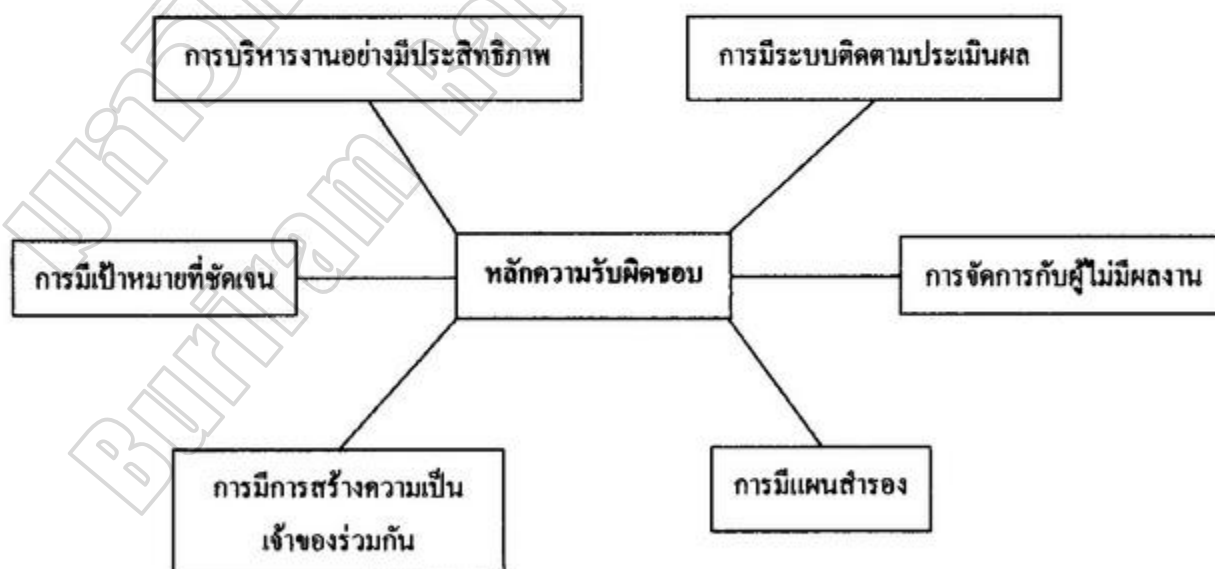 การบริหารงานอย่างมีประสิทธิภาพ
การมีระบบติดตามประเมินผล
การมีเป้าหมายที่ชัดเจน
หลักความรับผิดชอบ
การจัดการกับผู้ไม่มีผลงาน
การมีการสร้างความเป็น
เจ้าของร่วมกัน
การมีแผนสำรอง